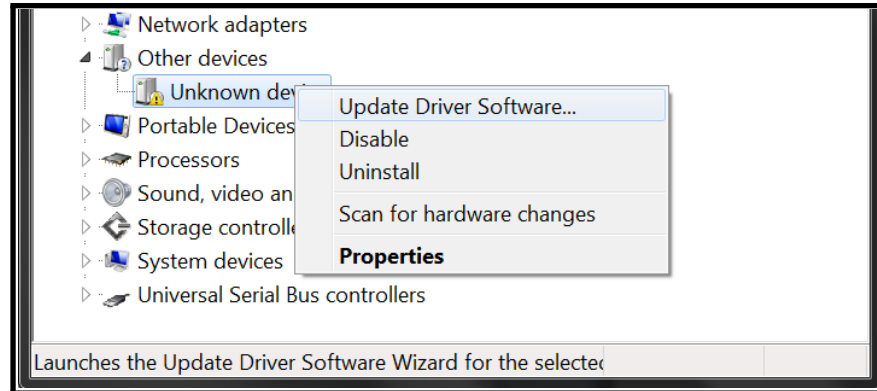 Network adapters
Other devices
Unknown dev
Update Driver Software...
Portable Devices
Disable
Processors
Uninstall
Sound, video an
Scan for hardware changes
Storage controlle
Properties
System devices
Universal Serial Bus controllers
Launches the Update Driver Software Wizard for the selected